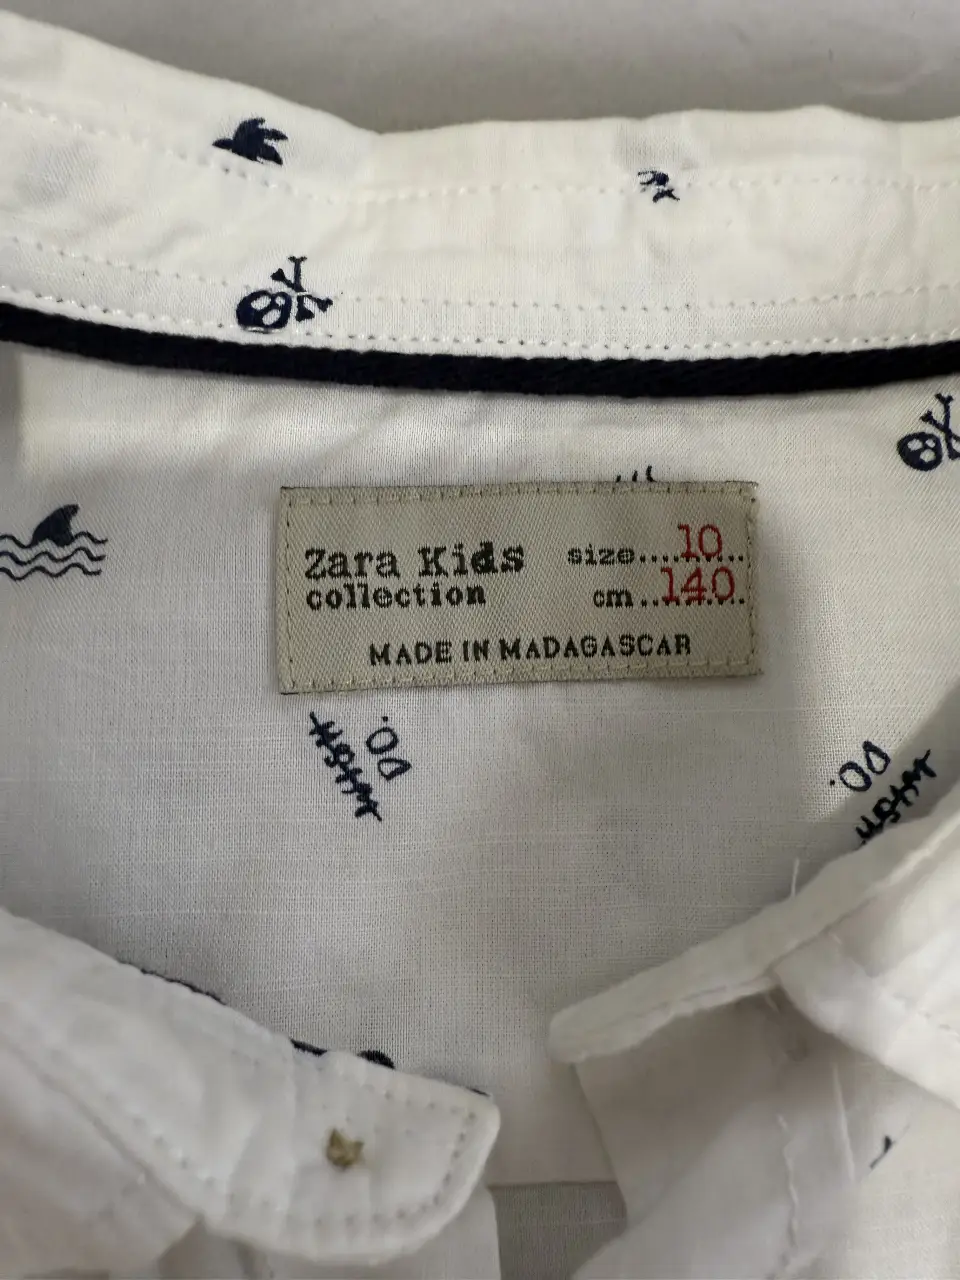 Zara Kids size....10...
collection cm..140.
MADE IN MADAGASCAR